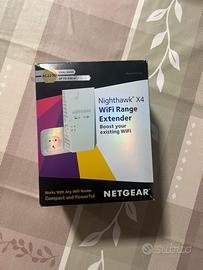 AC2200
Nighthawk® X4
WiFi Range
Extender
Boost your
existing WiFi
Works With Any WiFi Router
Compact and Powerful
NETGEAR®
Subito